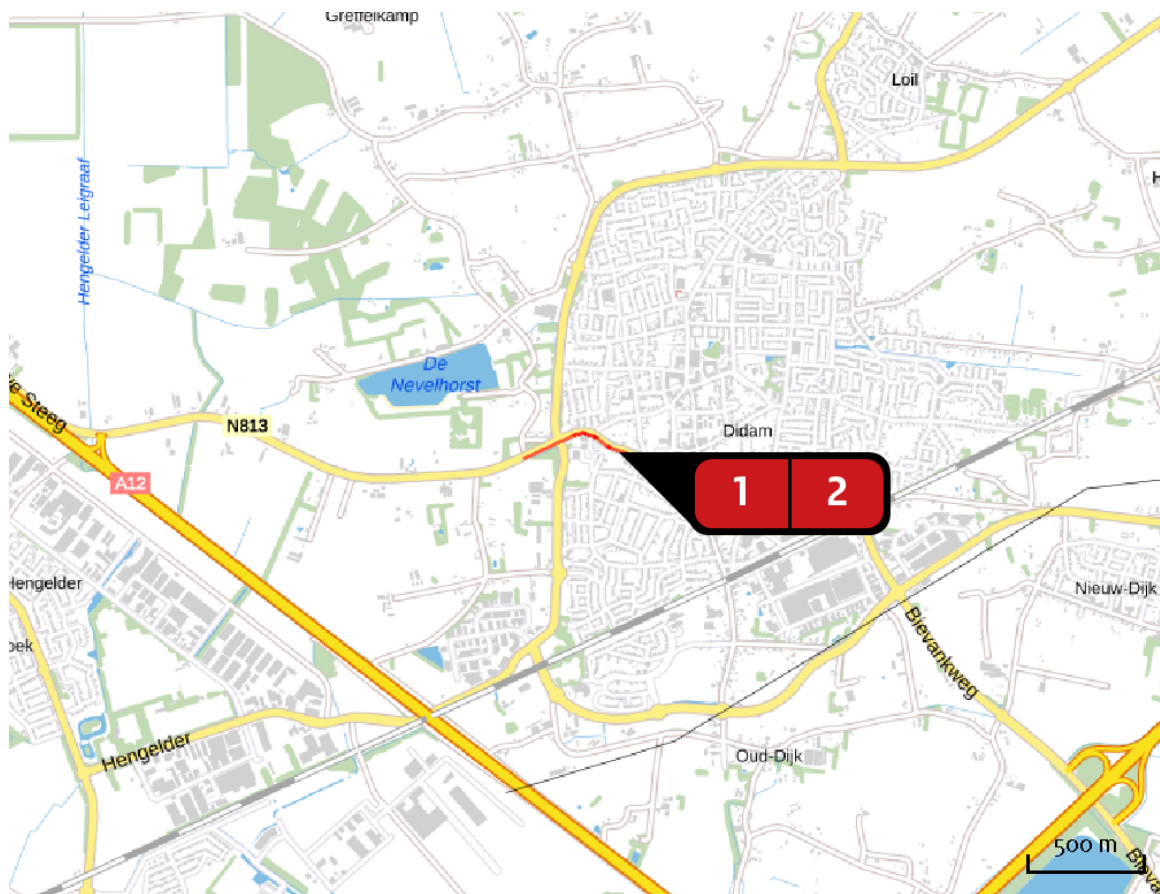 Greffelkamp
Loil
Hengelder Leigraaf
De
Nevelhorst
Steeg
N813
Didam
A12
1 2
Hengelder
Nieuw-Dijk
Bievankweg
Hengelder
Oud-Dijk
500 m